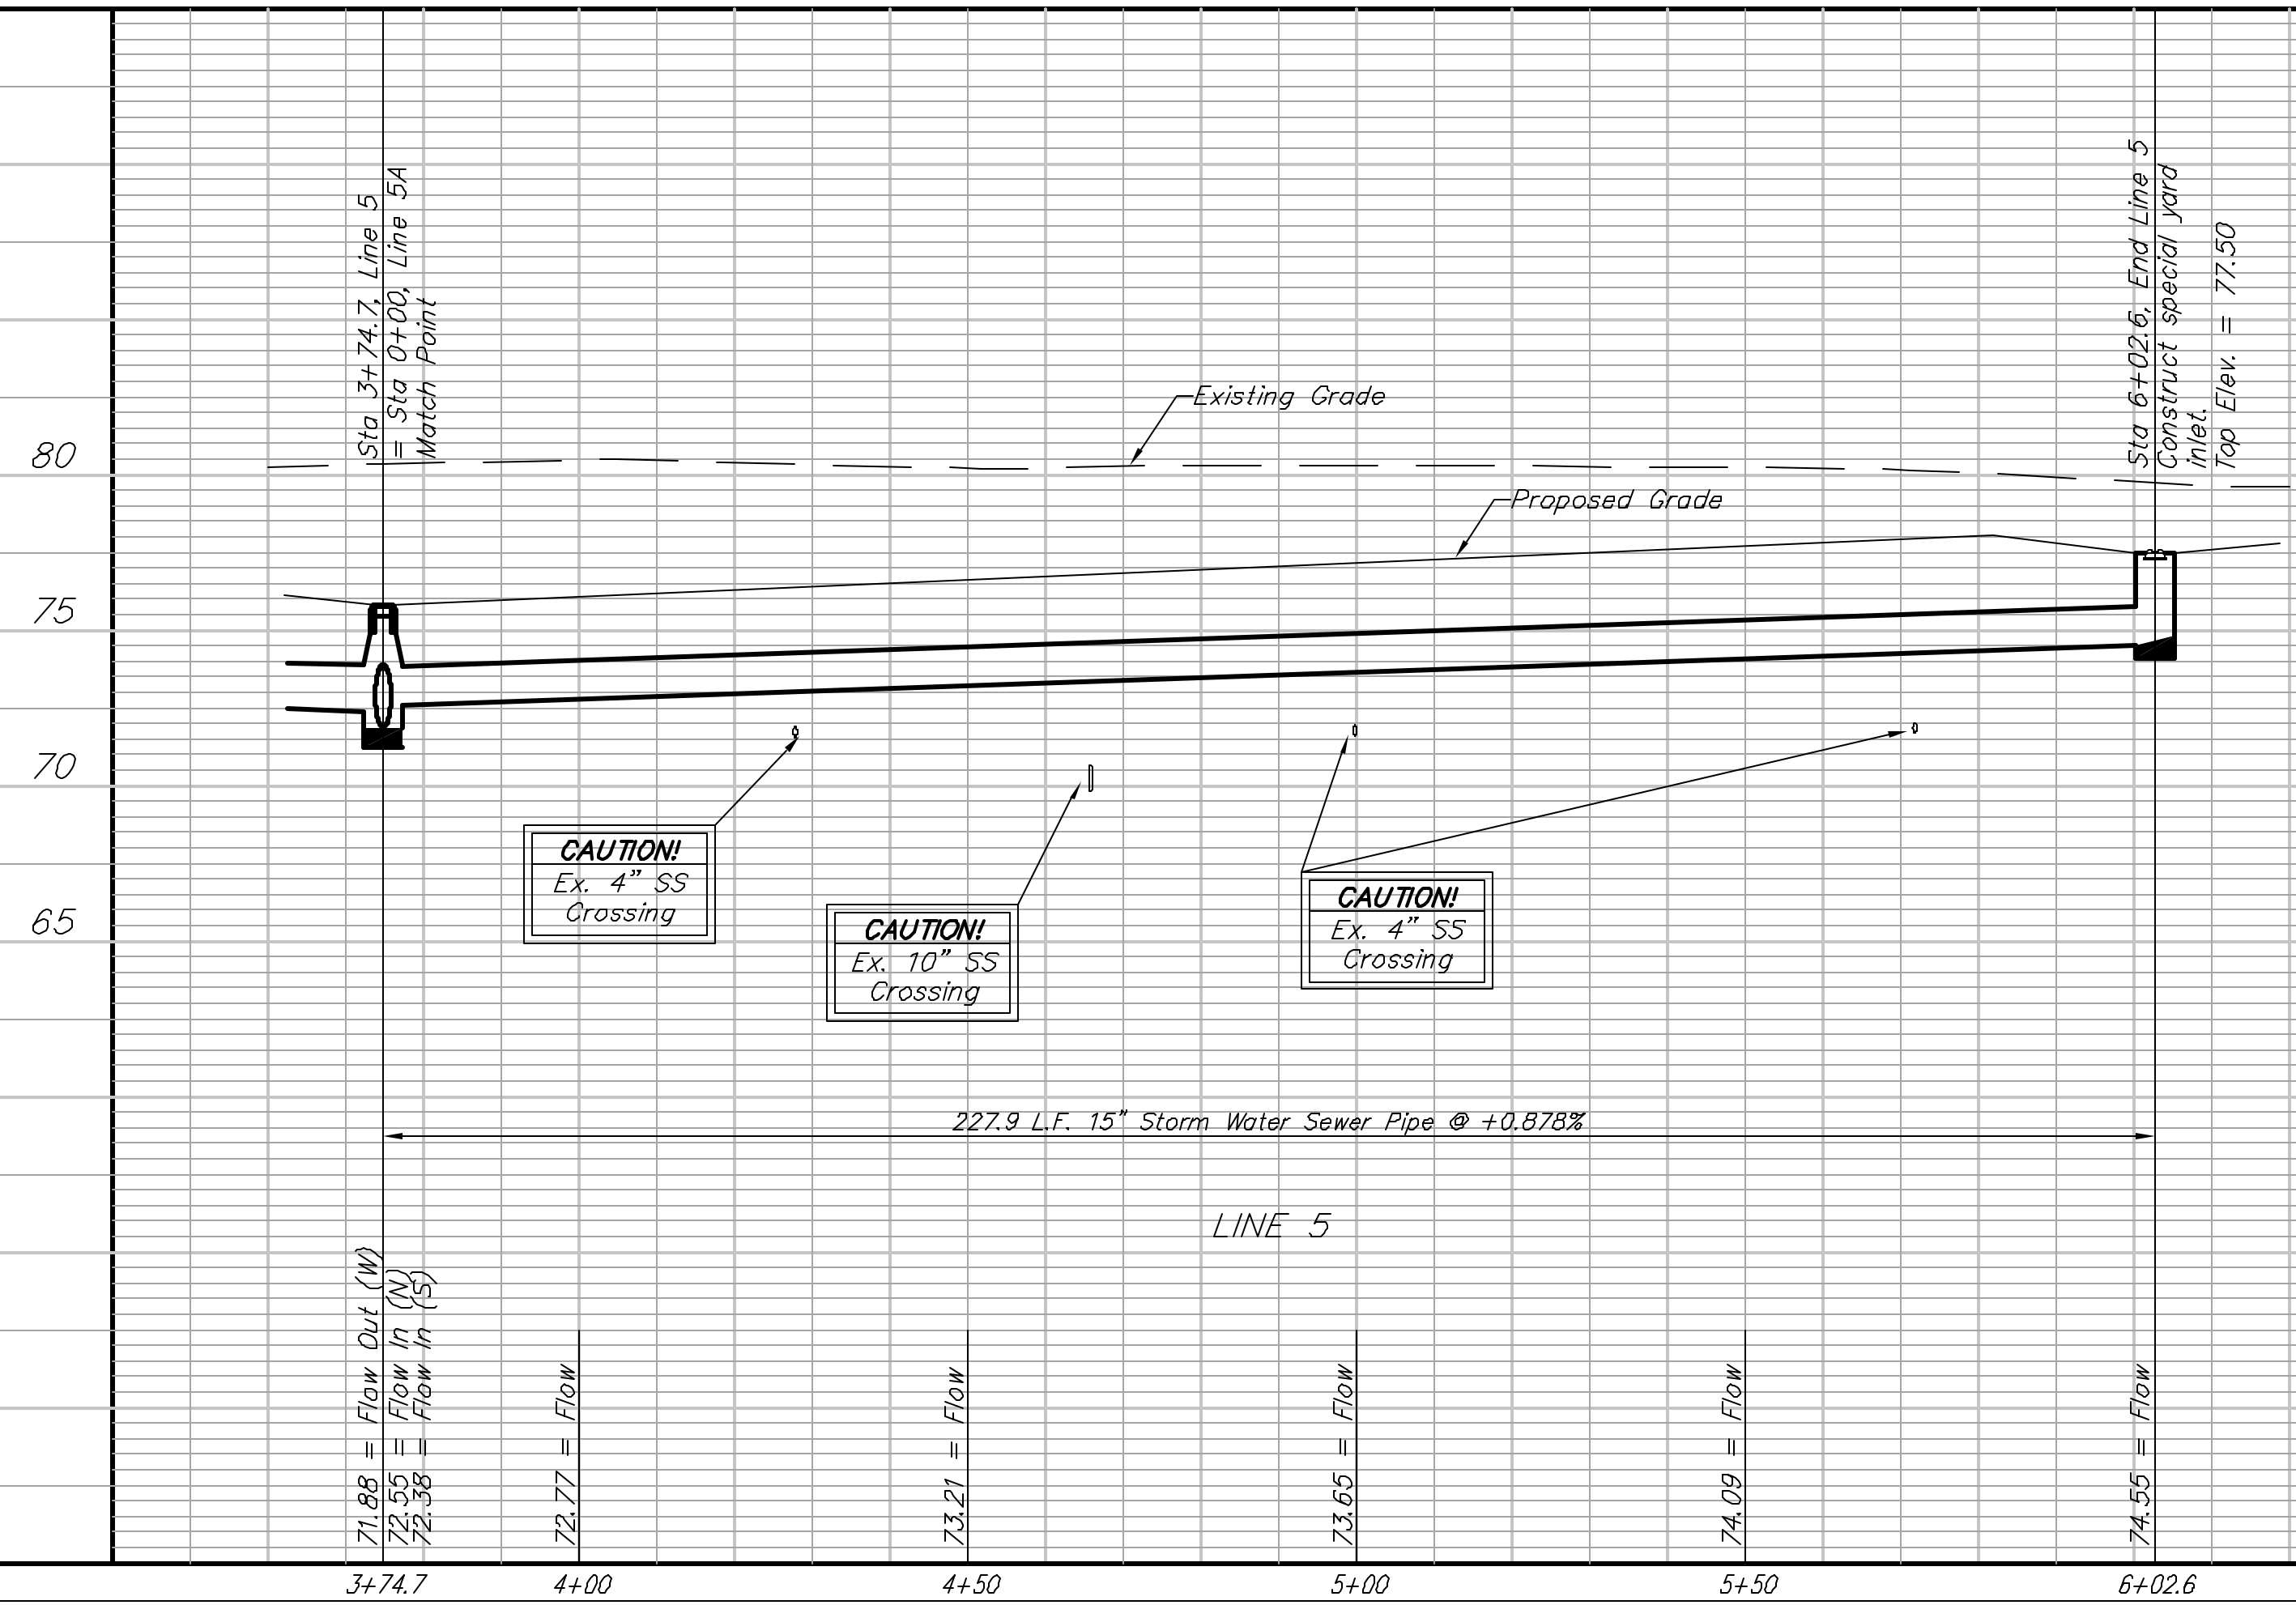 Sta 3+74.7, Line 5
= Sta 0+00, Line 5A
Match Point
Sta 6+02.6, End Line 5
Construct special yard
inlet.
Top Elev. = 77.50
Existing Grade
Proposed Grade
80
75
70
65
CAUTION!
Ex. 4" SS
Crossing
CAUTION!
Ex. 10" SS
Crossing
CAUTION!
Ex. 4" SS
Crossing
227.9 L.F. 15" Storm Water Sewer Pipe @ +0.878%
LINE 5
71.88 = Flow Out (W)
72.55 = Flow In (N)
72.38 = Flow In (S)
72.77 = Flow
73.21 = Flow
73.65 = Flow
74.09 = Flow
74.55 = Flow
3+74.7
4+00
4+50
5+00
5+50
6+02.6